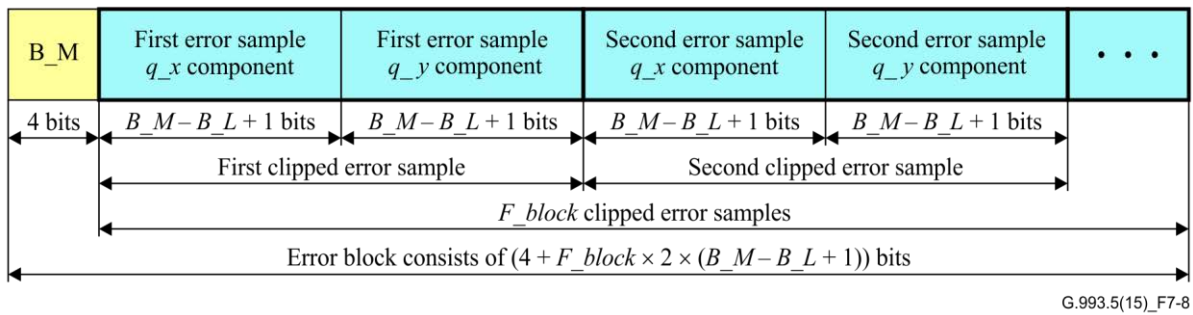 B_M
First error sample
q_x component
First error sample
q_y component
Second error sample
q_x component
Second error sample
q_y component
• • •
4 bits
B_M – B_L + 1 bits
B_M – B_L + 1 bits
B_M – B_L + 1 bits
B_M – B_L + 1 bits
First clipped error sample
Second clipped error sample
F_block clipped error samples
Error block consists of (4 + F_block × 2 × (B_M – B_L + 1)) bits
G.993.5(15)_F7-8